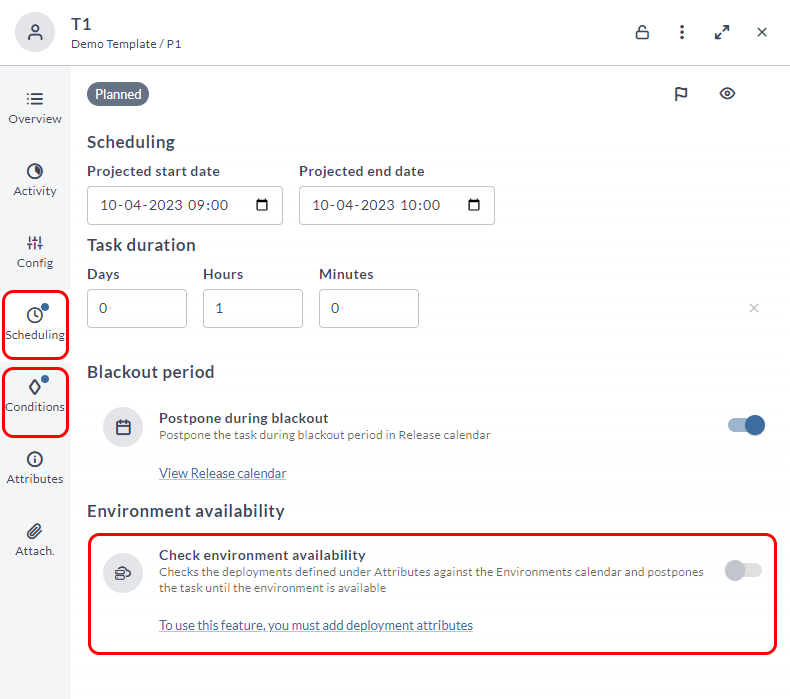 T1
Demo Template / P1
Overview
Activity
Config
Scheduling
Conditions
Attributes
Attach.
Planned
Scheduling
Projected start date
Projected end date
10-04-2023 09:00
10-04-2023 10:00
Task duration
Days
Hours
Minutes
0
1
0
Blackout period
Postpone during blackout
Postpone the task during blackout period in Release calendar
View Release calendar
Environment availability
Check environment availability
Checks the deployments defined under Attributes against the Environments calendar and postpones
the task until the environment is available
To use this feature, you must add deployment attributes